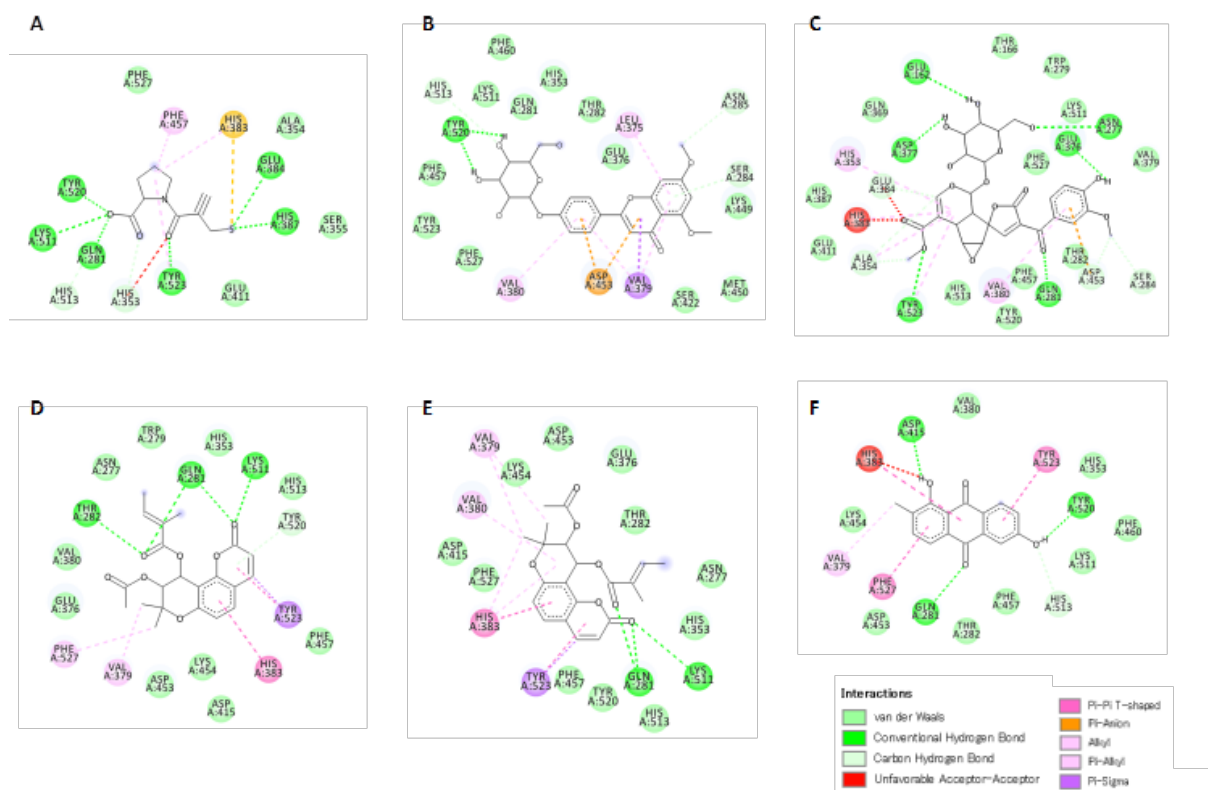 A
B
C
PHE
A:527
PHE
A:457
HIS
A:383
ALA
A:354
GLU
A:384
TYR
A:520
N
HIS
A:387
SER
A:355
LYS
A:511
GLN
A:281
HIS
A:513
HIS
A:353
TYR
A:523
GLU
A:411
PHE
A:460
HIS
A:513
LYS
A:511
GLN
A:281
HIS
A:353
THR
A:282
LEU
A:375
ASN
A:285
TYR
A:520
H
H
PHE
A:457
GLU
A:376
SER
A:284
LYS
A:449
TYR
A:523
PHE
A:527
VAL
A:380
ASP
A:453
VAL
A:379
SER
A:422
MET
A:450
THR
A:166
GLU
A:162
TRP
A:279
GLN
A:369
H
H
LYS
A:511
ASN
A:277
ASP
A:377
GLU
A:376
HIS
A:353
PHE
A:527
VAL
A:379
GLU
A:384
H
HIS
A:387
HIS
A:383
GLU
A:411
ALA
A:354
THR
A:282
PHE
A:457
ASP
A:453
SER
A:284
HIS
A:513
VAL
A:380
GLN
A:281
TYR
A:523
TYR
A:520
D
E
F
TRP
A:279
HIS
A:353
ASN
A:277
GLN
A:281
LYS
A:511
HIS
A:513
THR
A:282
TYR
A:520
VAL
A:380
GLU
A:376
TYR
A:523
PHE
A:527
VAL
A:379
PHE
A:457
HIS
A:383
ASP
A:453
LYS
A:454
ASP
A:415
VAL
A:379
ASP
A:453
GLU
A:376
LYS
A:454
VAL
A:380
THR
A:282
ASP
A:415
PHE
A:527
ASN
A:277
HIS
A:383
HIS
A:353
TYR
A:523
PHE
A:457
TYR
A:520
GLN
A:281
LYS
A:511
HIS
A:513
VAL
A:380
ASP
A:415
HIS
A:383
TYR
A:523
HIS
A:353
H
LYS
A:454
TYR
A:520
PHE
A:460
H
VAL
A:379
LYS
A:511
PHE
A:527
ASP
A:453
GLN
A:281
PHE
A:457
HIS
A:513
THR
A:282
Interactions
van der Waals
Conventional Hydrogen Bond
Carbon Hydrogen Bond
Unfavorable Acceptor-Acceptor
Pi-Pi T-shaped
Pi-Anion
Alkyl
Pi-Alkyl
Pi-Sigma